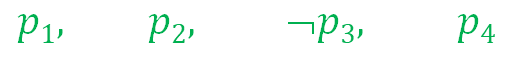 p₁, p₂, ¬p₃, p₄